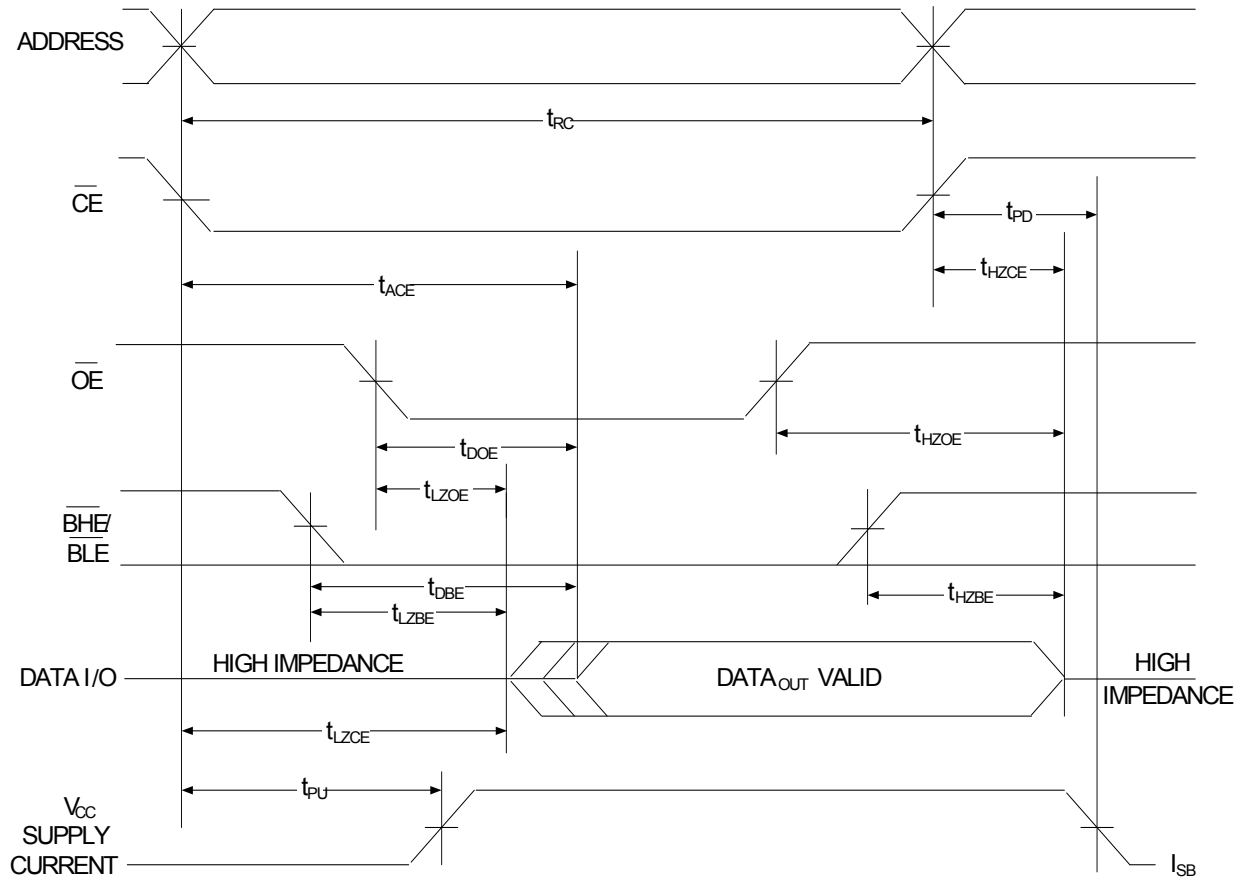 ADDRESS
tRC
CE
tPD
tHZCE
tACE
OE
tDOE
tHZOE
tLZOE
BHE/
BLE
tDBE
tHZBE
tLZBE
HIGH IMPEDANCE
DATA I/O
DATAOUT VALID
HIGH
IMPEDANCE
tLZCE
tPU
VCC
SUPPLY
CURRENT
ISB